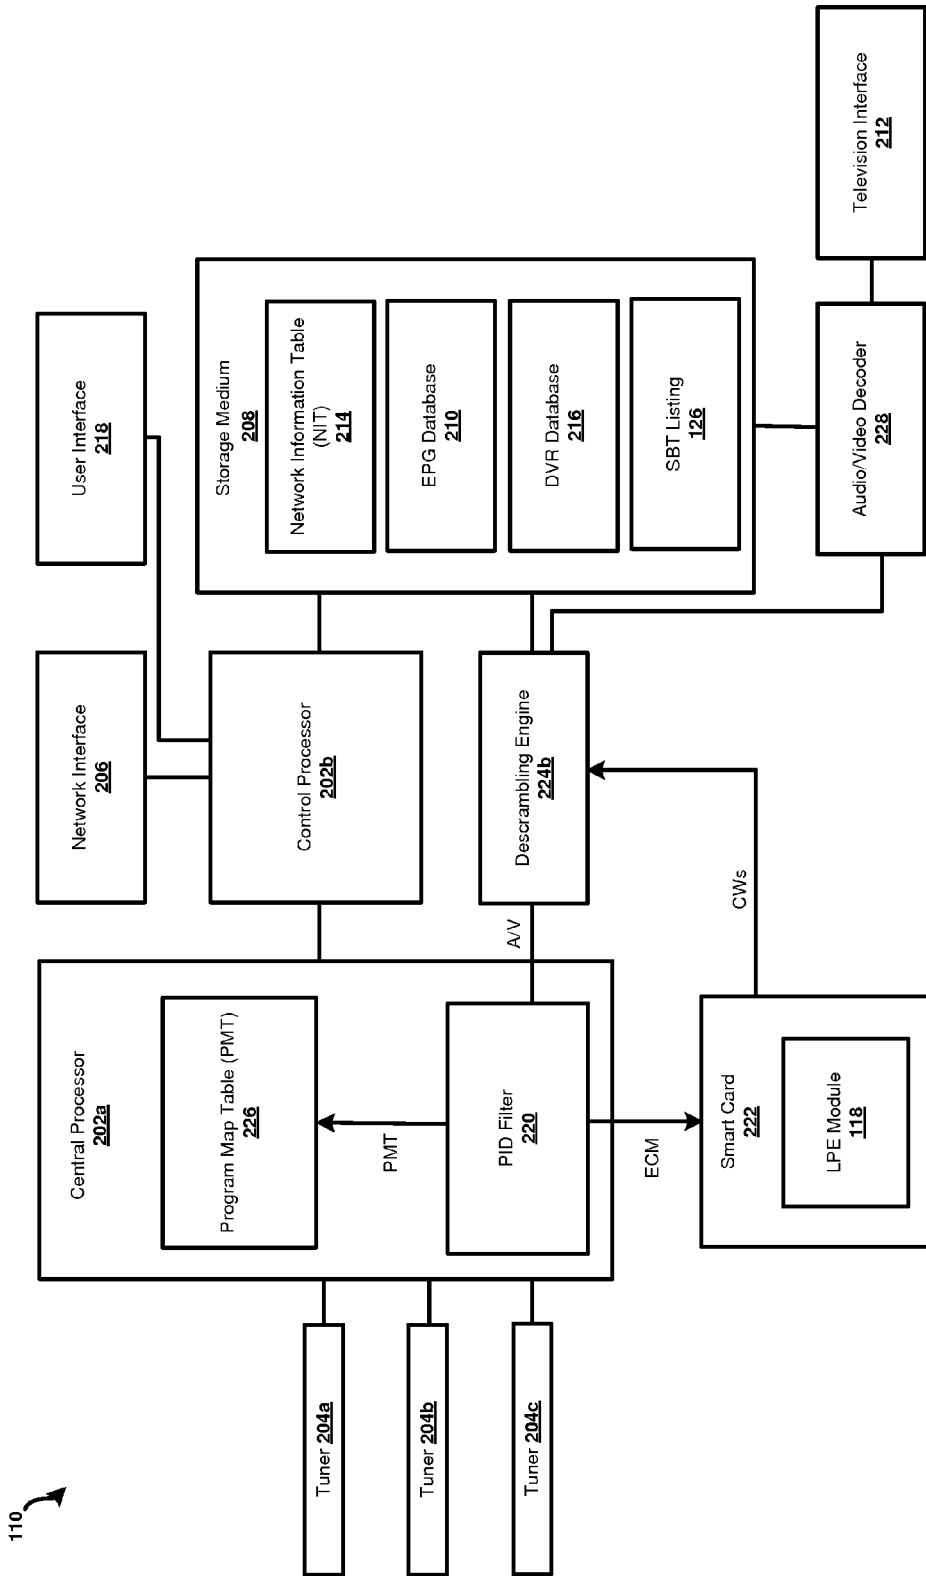 110
Tuner 204a
Tuner 204b
Tuner 204c
Central Processor
202a
Program Map Table (PMT)
226
PMT
PID Filter
220
ECM
A/V
Smart Card
222
LPE Module
118
CWs
Network Interface
206
User Interface
218
Control Processor
202b
Descrambling Engine
224b
Storage Medium
208
Network Information Table
(NIT)
214
EPG Database
210
DVR Database
216
SBT Listing
126
Audio/Video Decoder
228
Television Interface
212